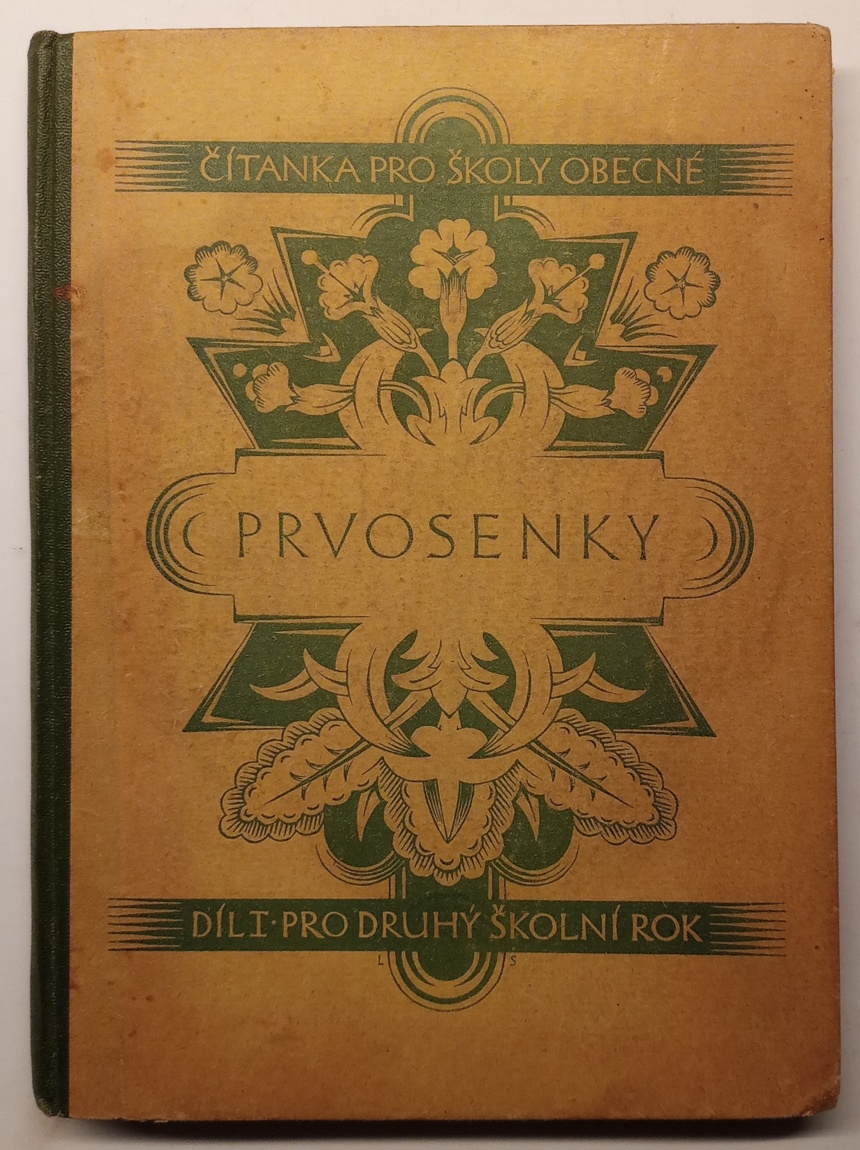 ČÍTANKA PRO ŠKOLY OBECNÉ
PRVOSENKY
DÍL I · PRO DRUHÝ ŠKOLNÍ ROK
L S